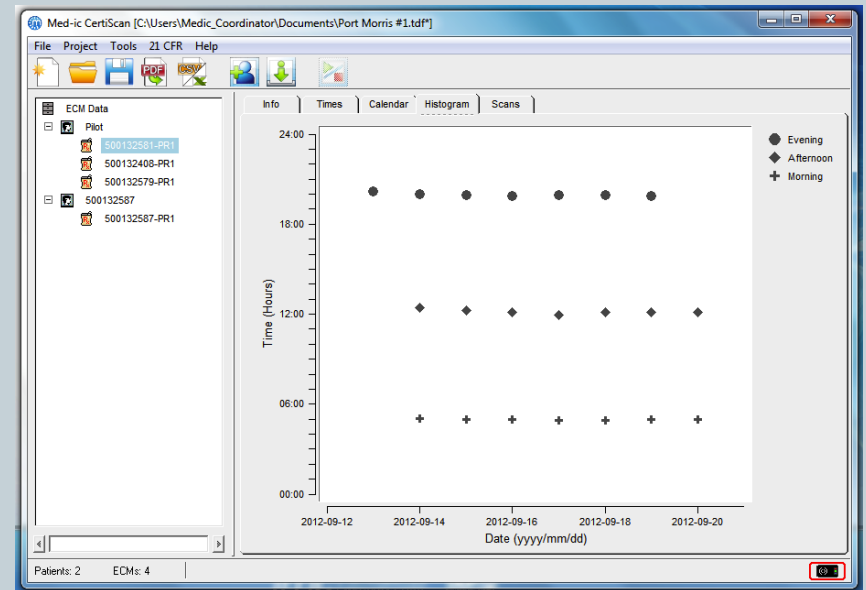 Med-ic CertiScan [C:\Users\Medic_Coordinator\Documents\Port Morris #1.tdf*]
File Project Tools 21 CFR Help
PDF CSV
ECM Data
Pilot
500132581-PR1
500132408-PR1
500132579-PR1
500132587
500132587-PR1
Info Times Calendar Histogram Scans
24:00
18:00
12:00
06:00
00:00
Time (Hours)
2012-09-12 2012-09-14 2012-09-16 2012-09-18 2012-09-20
Date (yyyy/mm/dd)
Evening
Afternoon
Morning
Patients: 2 ECMs: 4